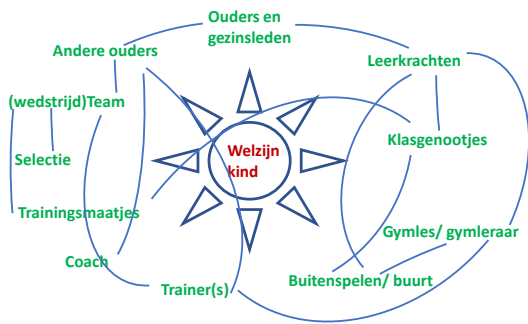 Ouders en
gezinsleden
Andere ouders
Leerkrachten
(wedstrijd)Team
Klasgenootjes
Welzijn
kind
Selectie
Trainingsmaatjes
Gymles/ gymleraar
Coach
Buitenspelen/ buurt
Trainer(s)